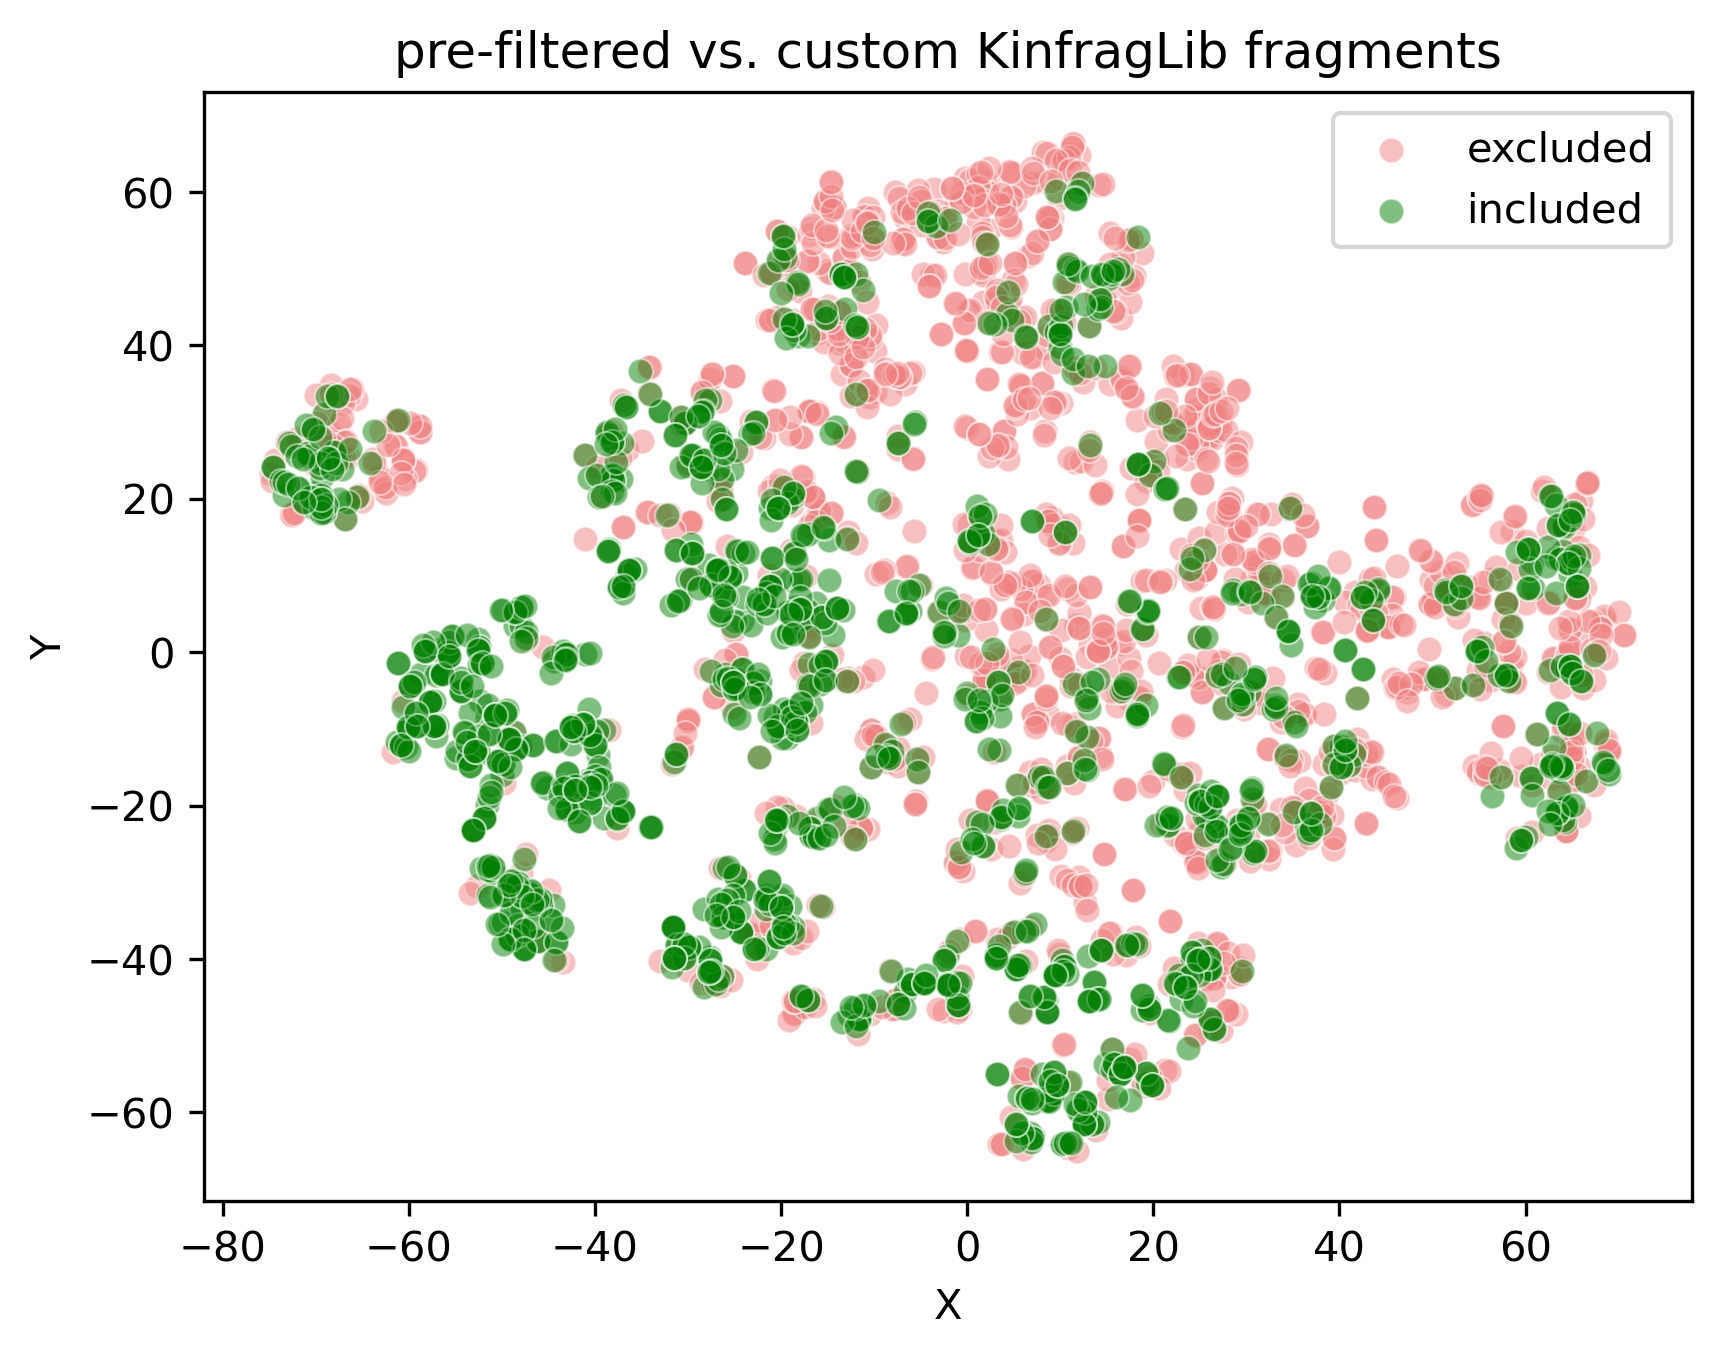 pre-filtered vs. custom KinfragLib fragments
excluded
included
60
40
20
0
−20
−40
−60
Y
−80 −60 −40 −20 0 20 40 60
X